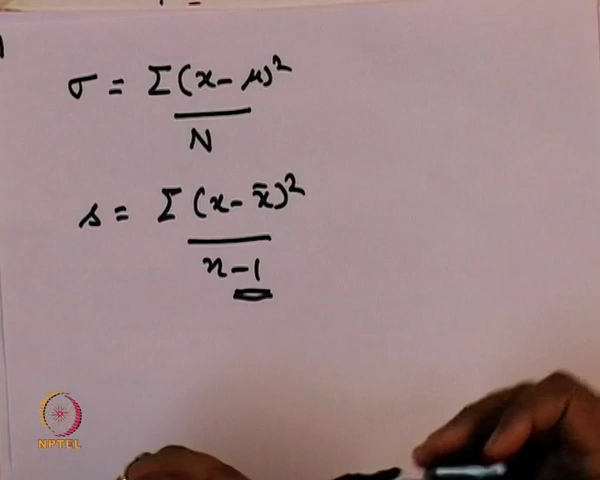 σ = Σ(x-μ)²
N
s = Σ(x-x̄)²
n-1
NPTEL